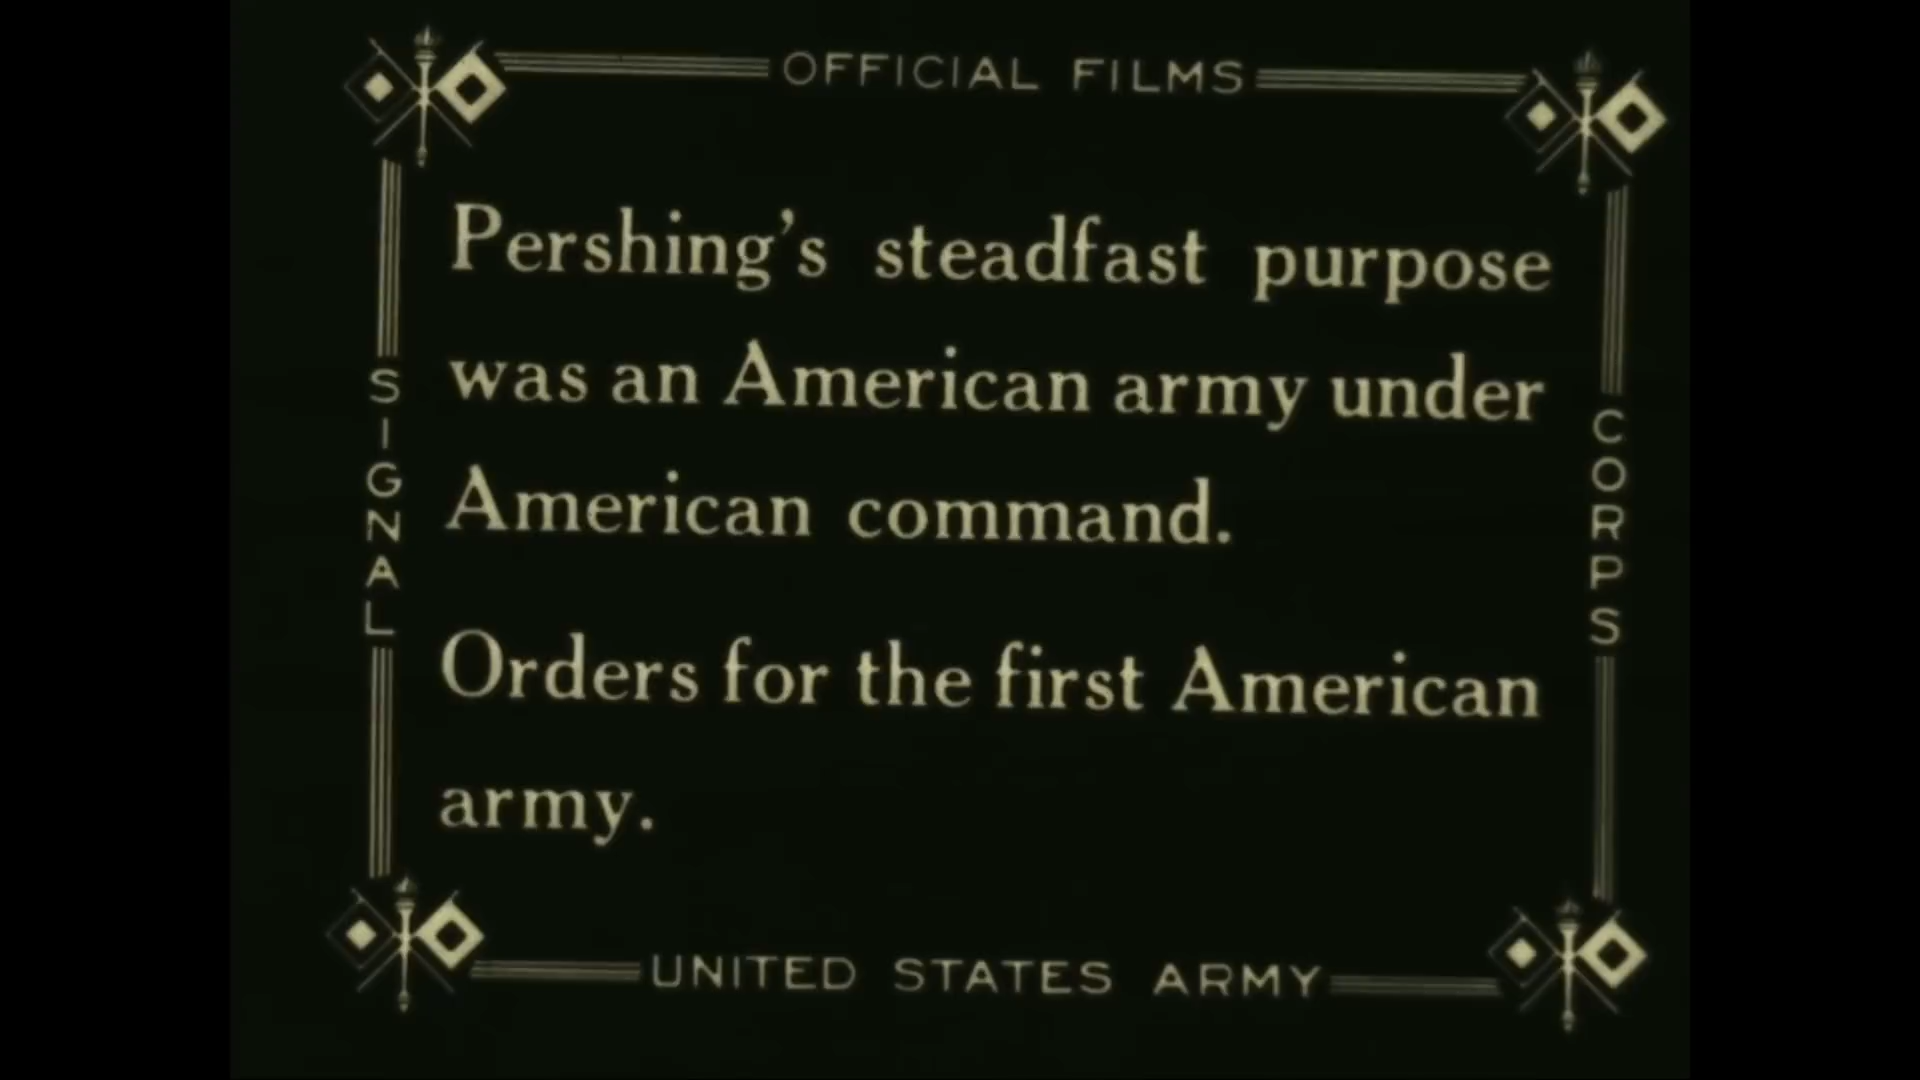 OFFICIAL FILMS
Pershing's steadfast purpose
was an American army under
American command.
Orders for the first American
army.
SIGNAL
CORPS
UNITED STATES ARMY